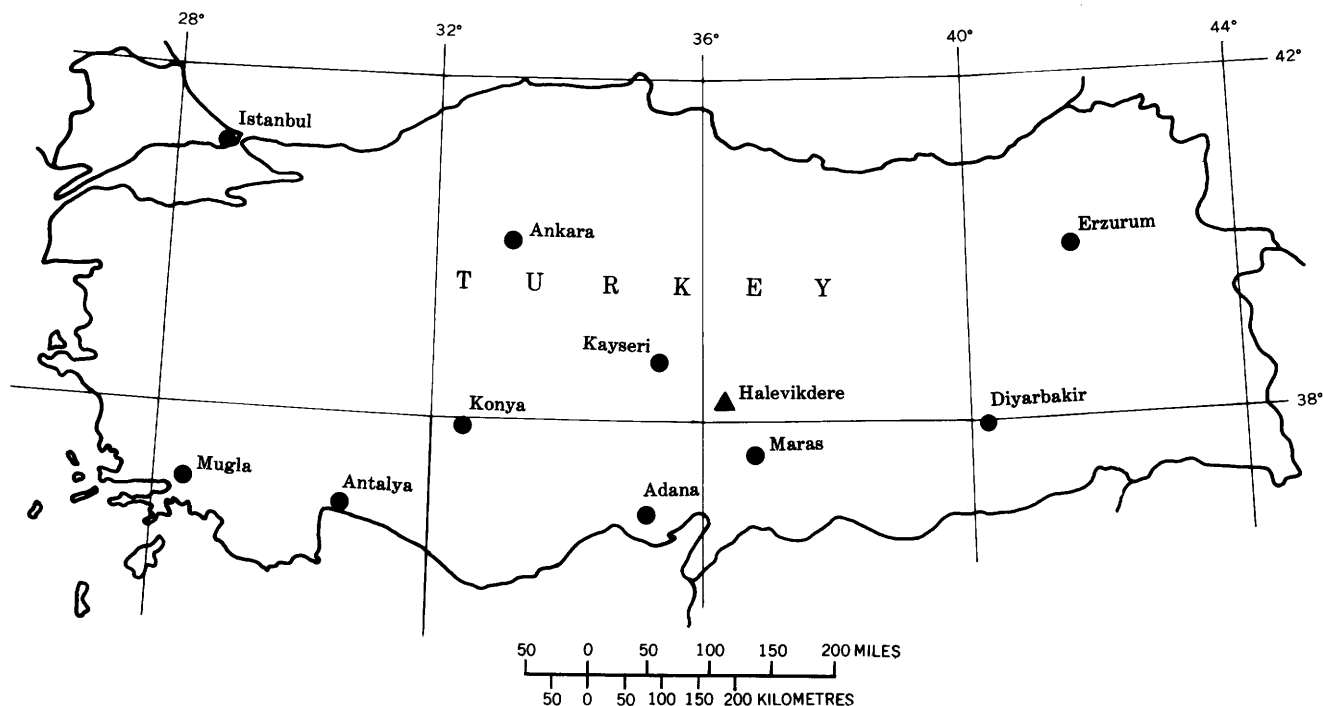 28° 32° 36° 40° 44°
42°
Istanbul
Ankara
Erzurum
T U R K E Y
Kayseri
Halevikdere
Konya
Diyarbakir
38°
Maras
Mugla
Antalya
Adana
50 0 50 100 150 200 MILES
50 0 50 100 150 200 KILOMETRES